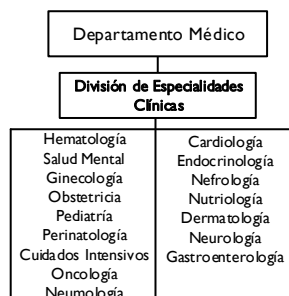 Departamento Médico
División de Especialidades
Clínicas
Hematología
Salud Mental
Ginecología
Obstetricia
Pediatría
Perinatología
Cuidados Intensivos
Oncología
Neumología
Cardiología
Endocrinología
Nefrología
Nutriología
Dermatología
Neurología
Gastroenterología